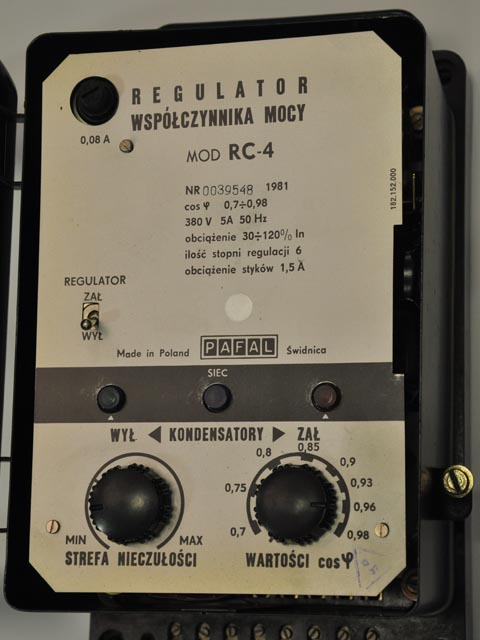 REGULATOR
WSPÓŁCZYNNIKA MOCY
0,08 A
MOD RC-4
NR 0039548 1981
cos φ 0,7÷0,98
380 V 5A 50 Hz
obciążenie 30÷120% In
ilość stopni regulacji 6
obciążenie styków 1,5 A
182.152.000
REGULATOR
ZAŁ
WYŁ
Made in Poland PAFAL Świdnica
SIEC
WYŁ ◀ KONDENSATORY ▶ ZAŁ
0,7 0,75 0,8 0,85 0,9 0,93 0,96 0,98
MIN MAX
STREFA NIECZUŁOŚCI
WARTOŚCI cosφ